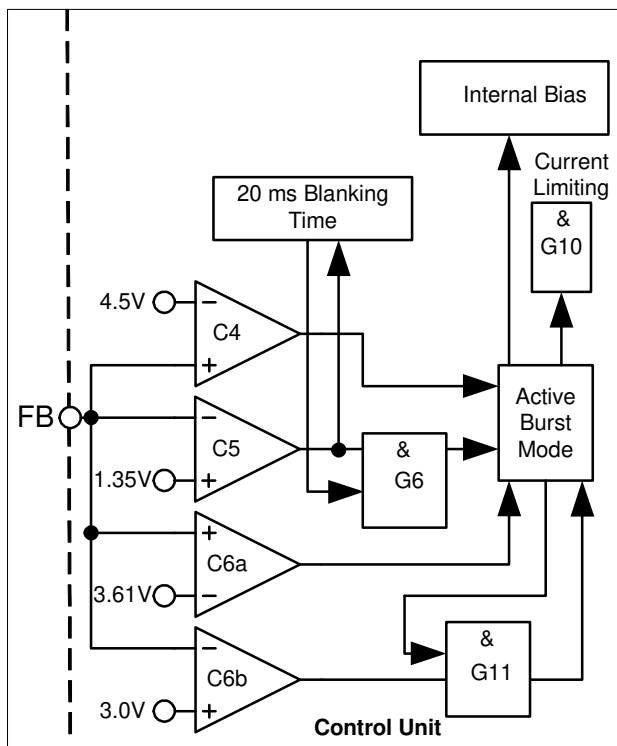 Internal Bias
Current
Limiting
20 ms Blanking
Time
&
G10
4.5V
−
C4
+
FB
−
C5
1.35V
+
&
G6
Active
Burst
Mode
+
C6a
3.61V
−
−
C6b
3.0V
+
&
G11
Control Unit